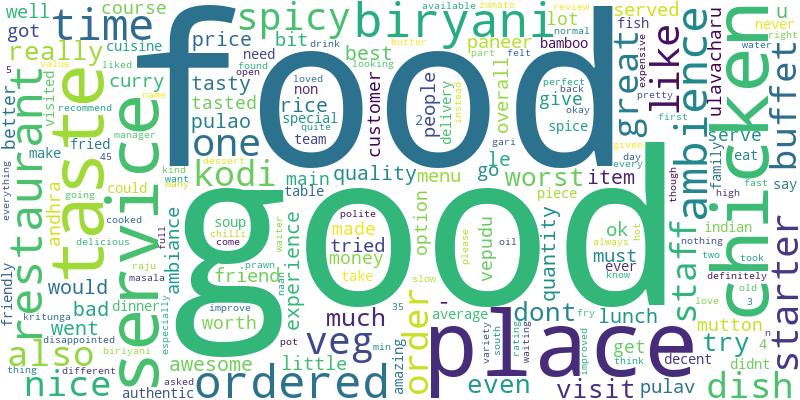 food
good
place
chicken
service
taste
biryani
restaurant
time
one
spicy
ambience
buffet
starter
dish
like
great
also
nice
ordered
veg
kodi
order
visit
dont
even
much
worst
really
staff
well
course
available
zomato
review
got
cuisine
price
bit
lot
served
u
never
value
liked
need
drink
best
butter
normal
fish
paneer
looking
part
felt
bamboo
expensive
water
right
5
better
visited
curry
tasty
found
open
loved
non
rice
special
quite
team
tasted
pulao
customer
people
2
delivery
instead
overall
perfect
back
give
okay
spice
gari
pretty
ulavacharu
recommend
name
manager
make
fried
45
kind
want
many
dessert
main
table
quality
le
go
menu
item
given
day
every
first
serve
family
eat
say
fast
high
though
everything
going
andhra
could
cooked
delicious
raju
masala
full
ambiance
soup
chilli
come
friend
experience
polite
made
tried
money
take
waiter
prawn
naan
option
vepudu
please
oil
piece
quantity
ok
always
must
hot
ever
know
indian
nothing
two
took
definitely
old
3
love
would
friendly
bad
dinner
went
kritunga
disappointed
biriyani
especially
improve
worth
awesome
pot
little
min
35
slow
average
amazing
variety
south
rating
waiting
fry
improved
lunch
get
think
mutton
decent
try
4
n
didnt
pulav
thing
different
authentic
asked